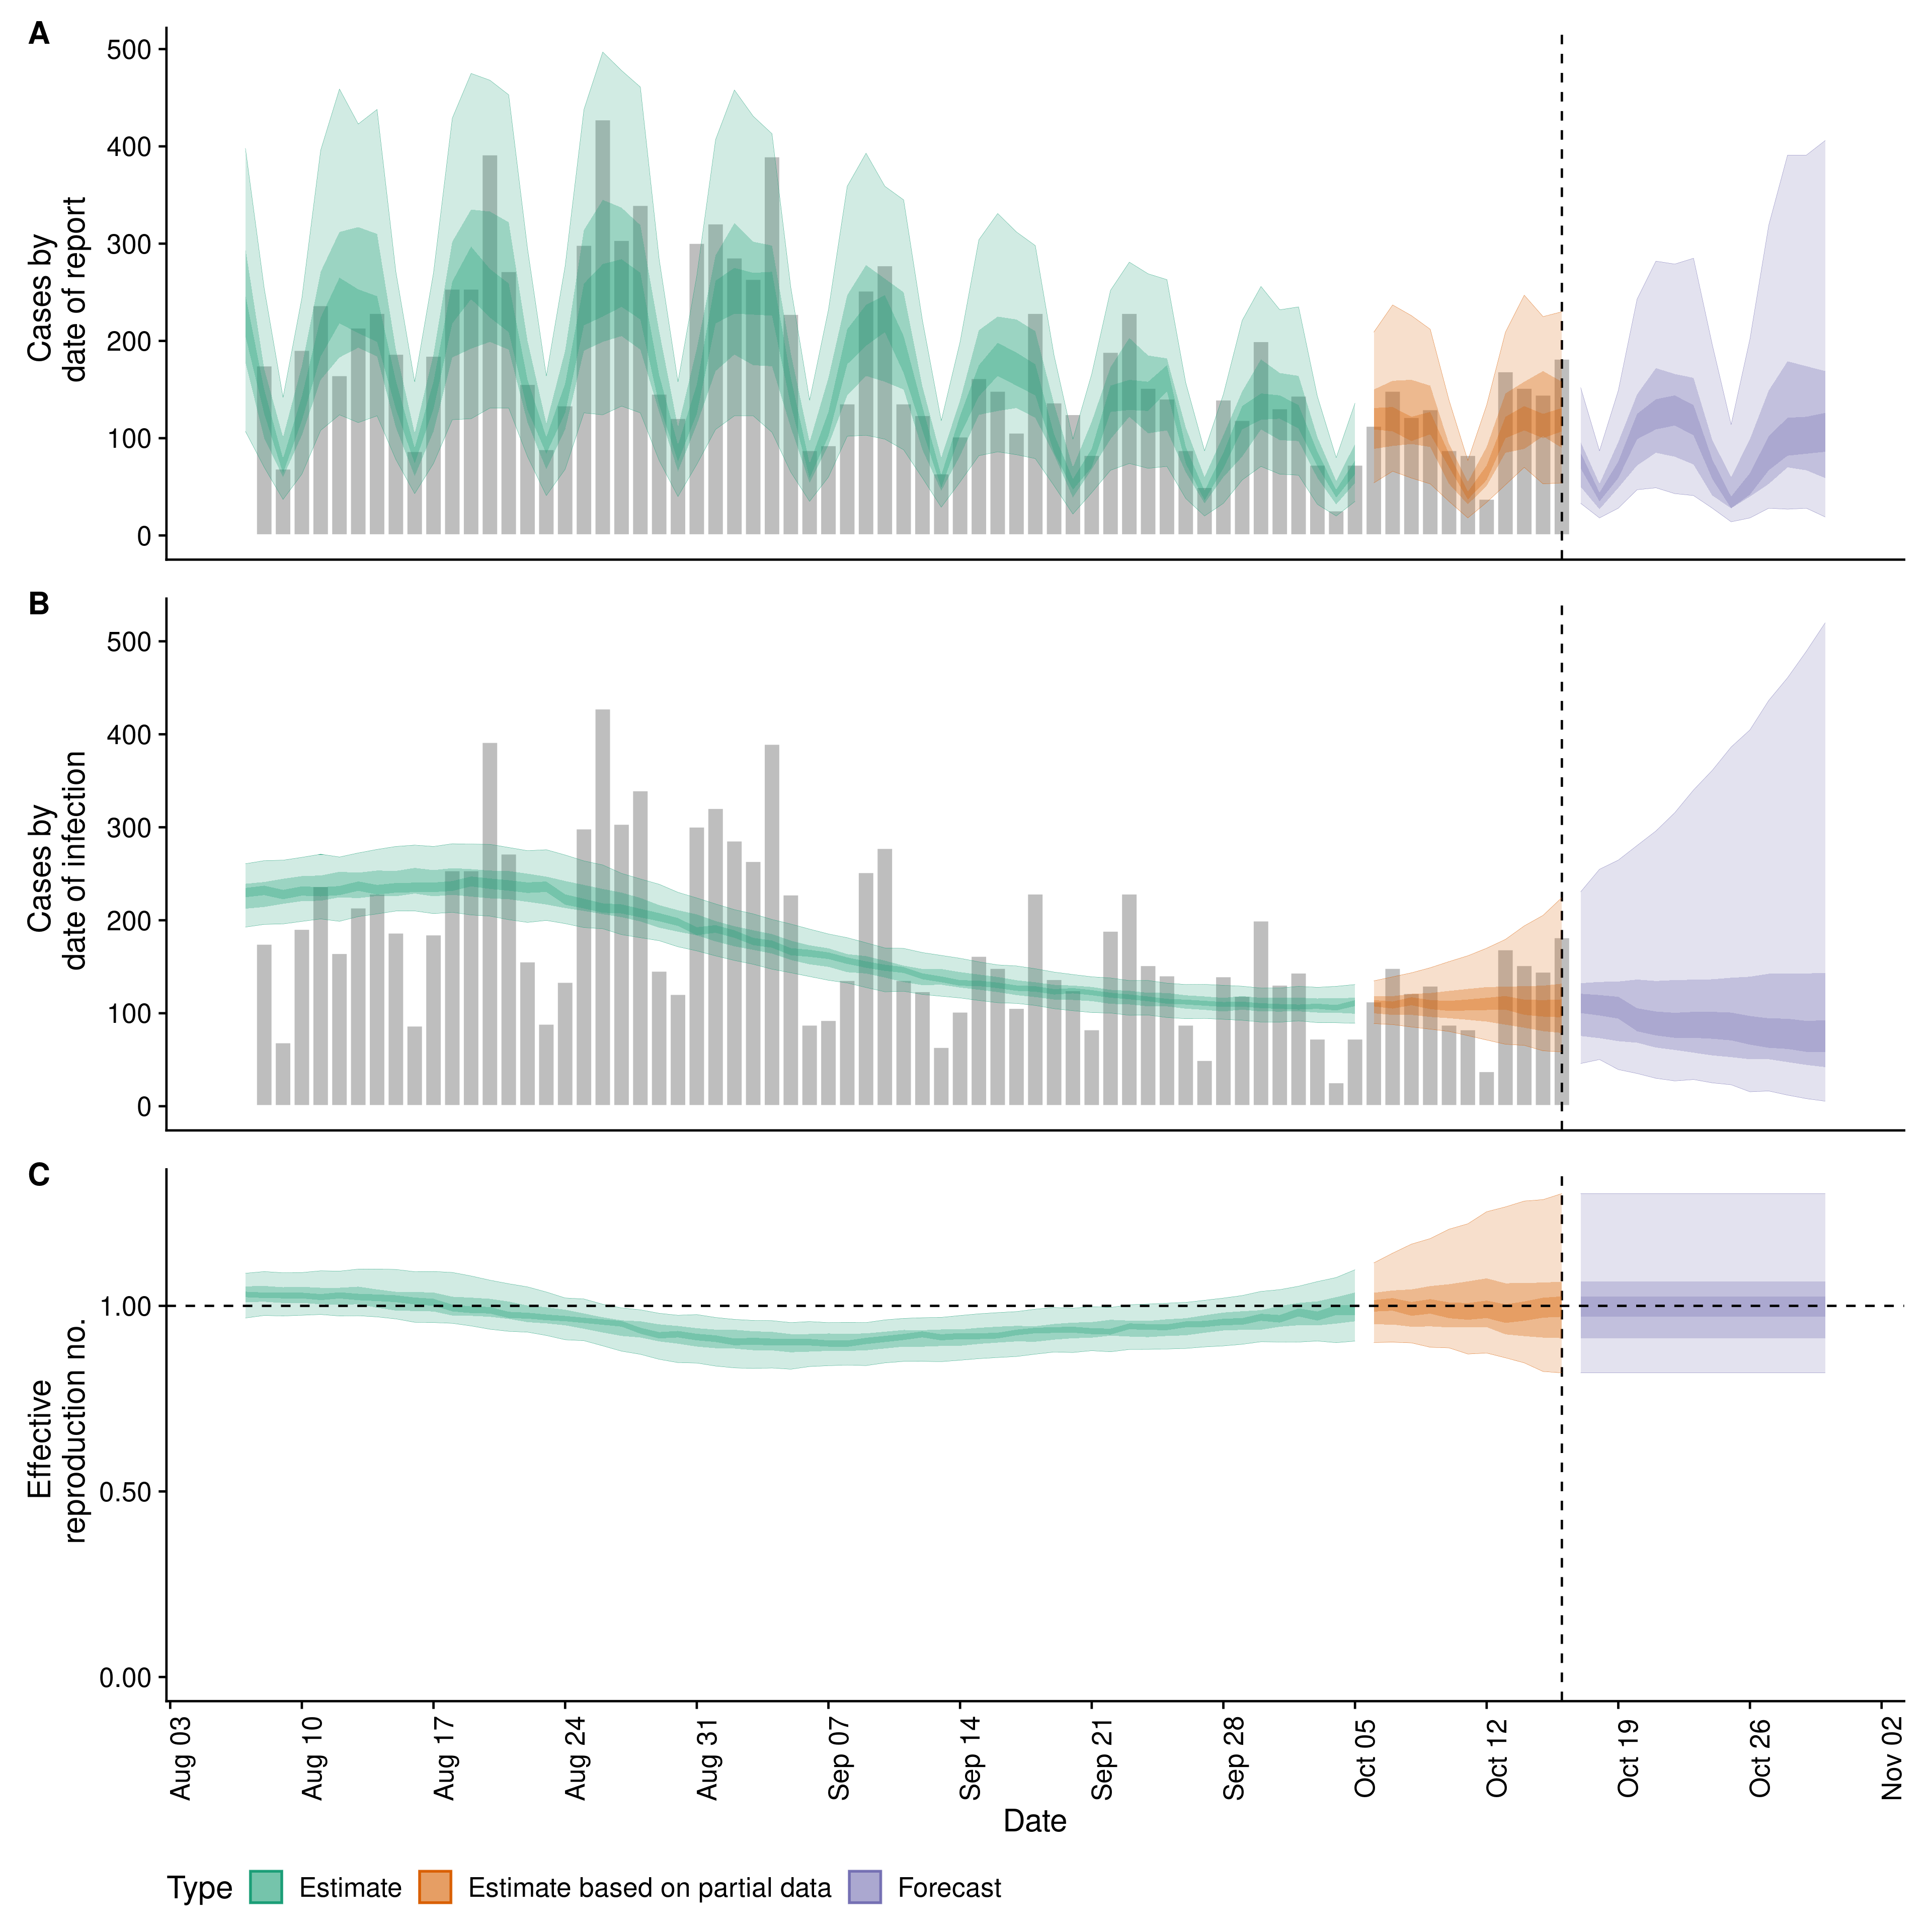 A
500
400
300
200
100
0
Cases by
date of report
B
500
400
300
200
100
0
Cases by
date of infection
C
1.00
0.50
0.00
Effective
reproduction no.
Aug 03
Aug 10
Aug 17
Aug 24
Aug 31
Sep 07
Sep 14
Sep 21
Sep 28
Oct 05
Oct 12
Oct 19
Oct 26
Nov 02
Date
Type Estimate Estimate based on partial data Forecast